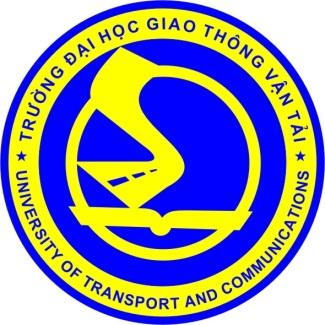 TRƯỜNG ĐẠI HỌC GIAO THÔNG VẬN TẢI
UNIVERSITY OF TRANSPORT AND COMMUNICATIONS